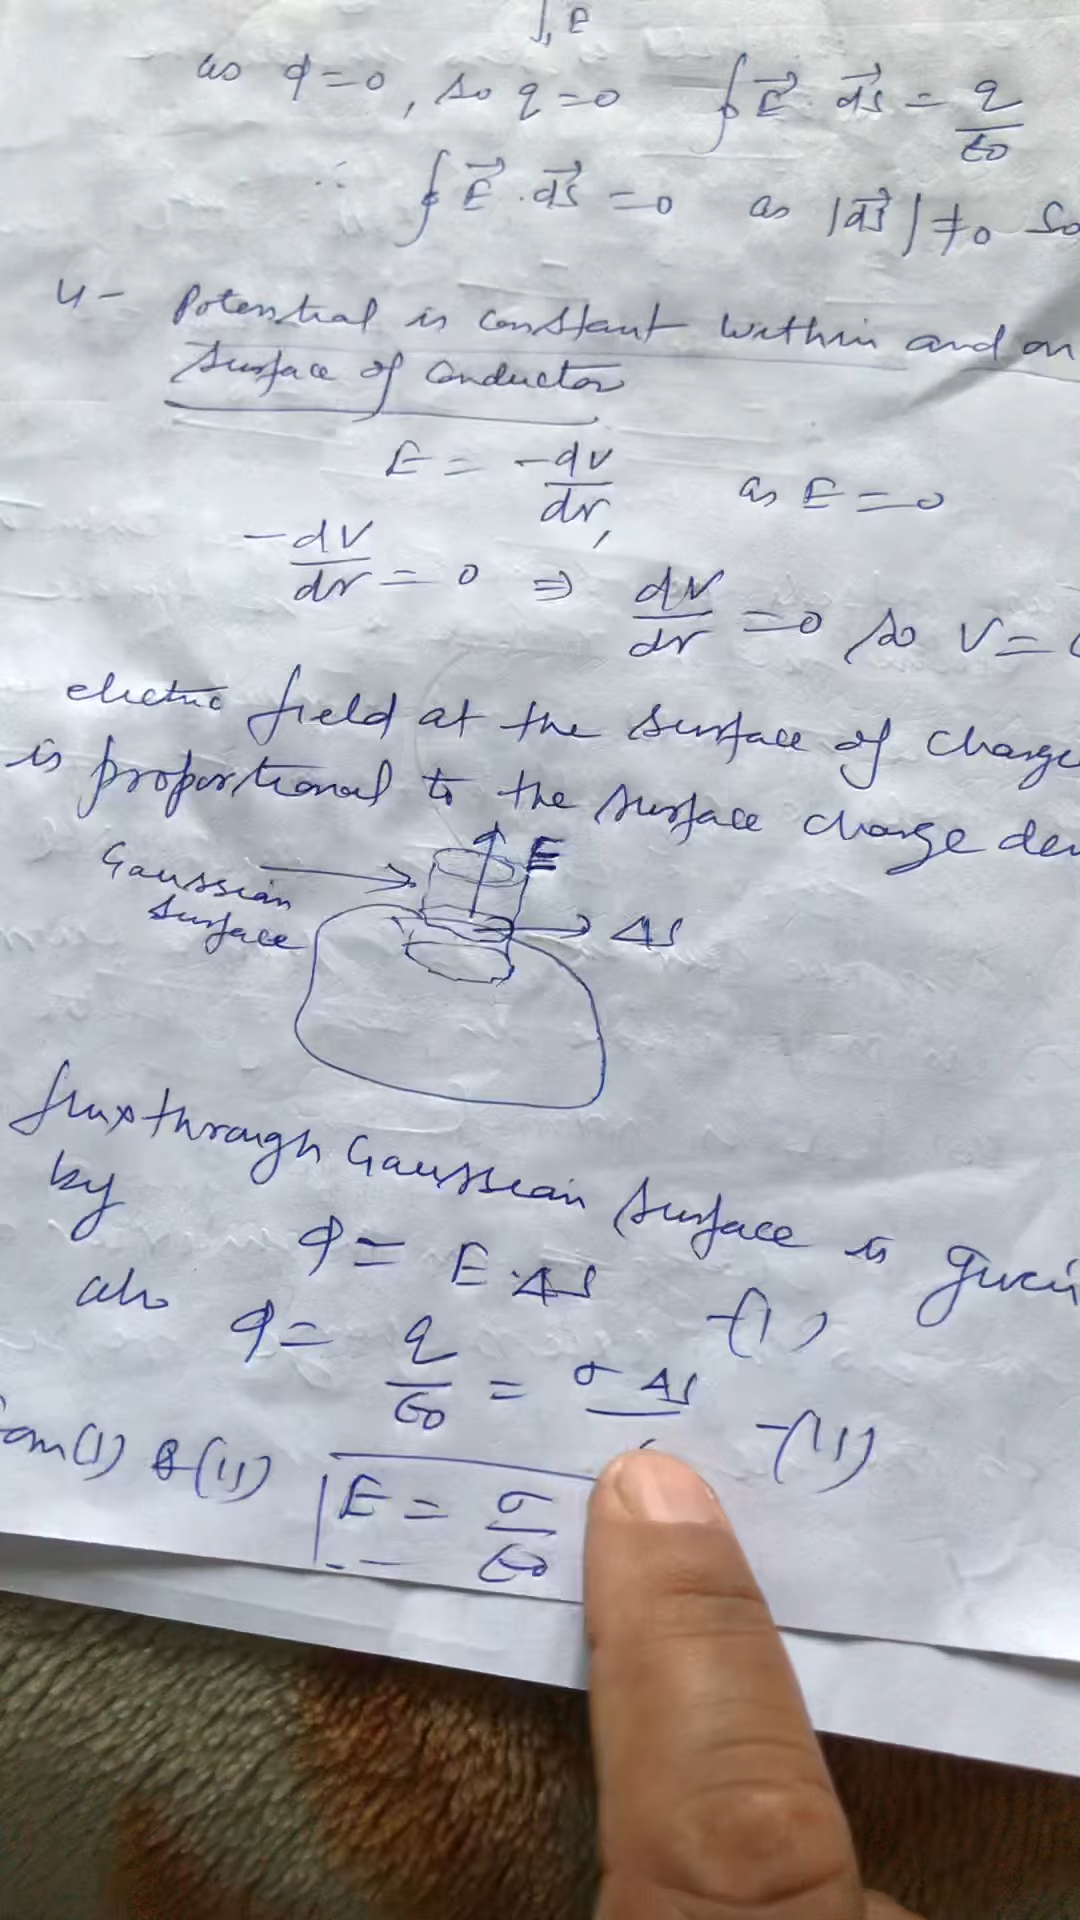 as φ=0, so q=0 ∮E⃗.ds⃗ = q/ε0
∴ ∮E⃗.ds⃗ =0 as |ds⃗|≠0 So
4- Potential is constant within and on
surface of conductor
E = -dV/dr, as E=0
-dV/dr = 0 ⇒ dV/dr =0 so V=
electric field at the surface of charge
is proportional to the surface charge den
Gaussian
surface
E
ΔS
flux through Gaussian surface is given
by φ = E.ΔS -(1)
also φ = q/ε0 = σ ΔS -(11)
(1) & (11) E = σ/ε0